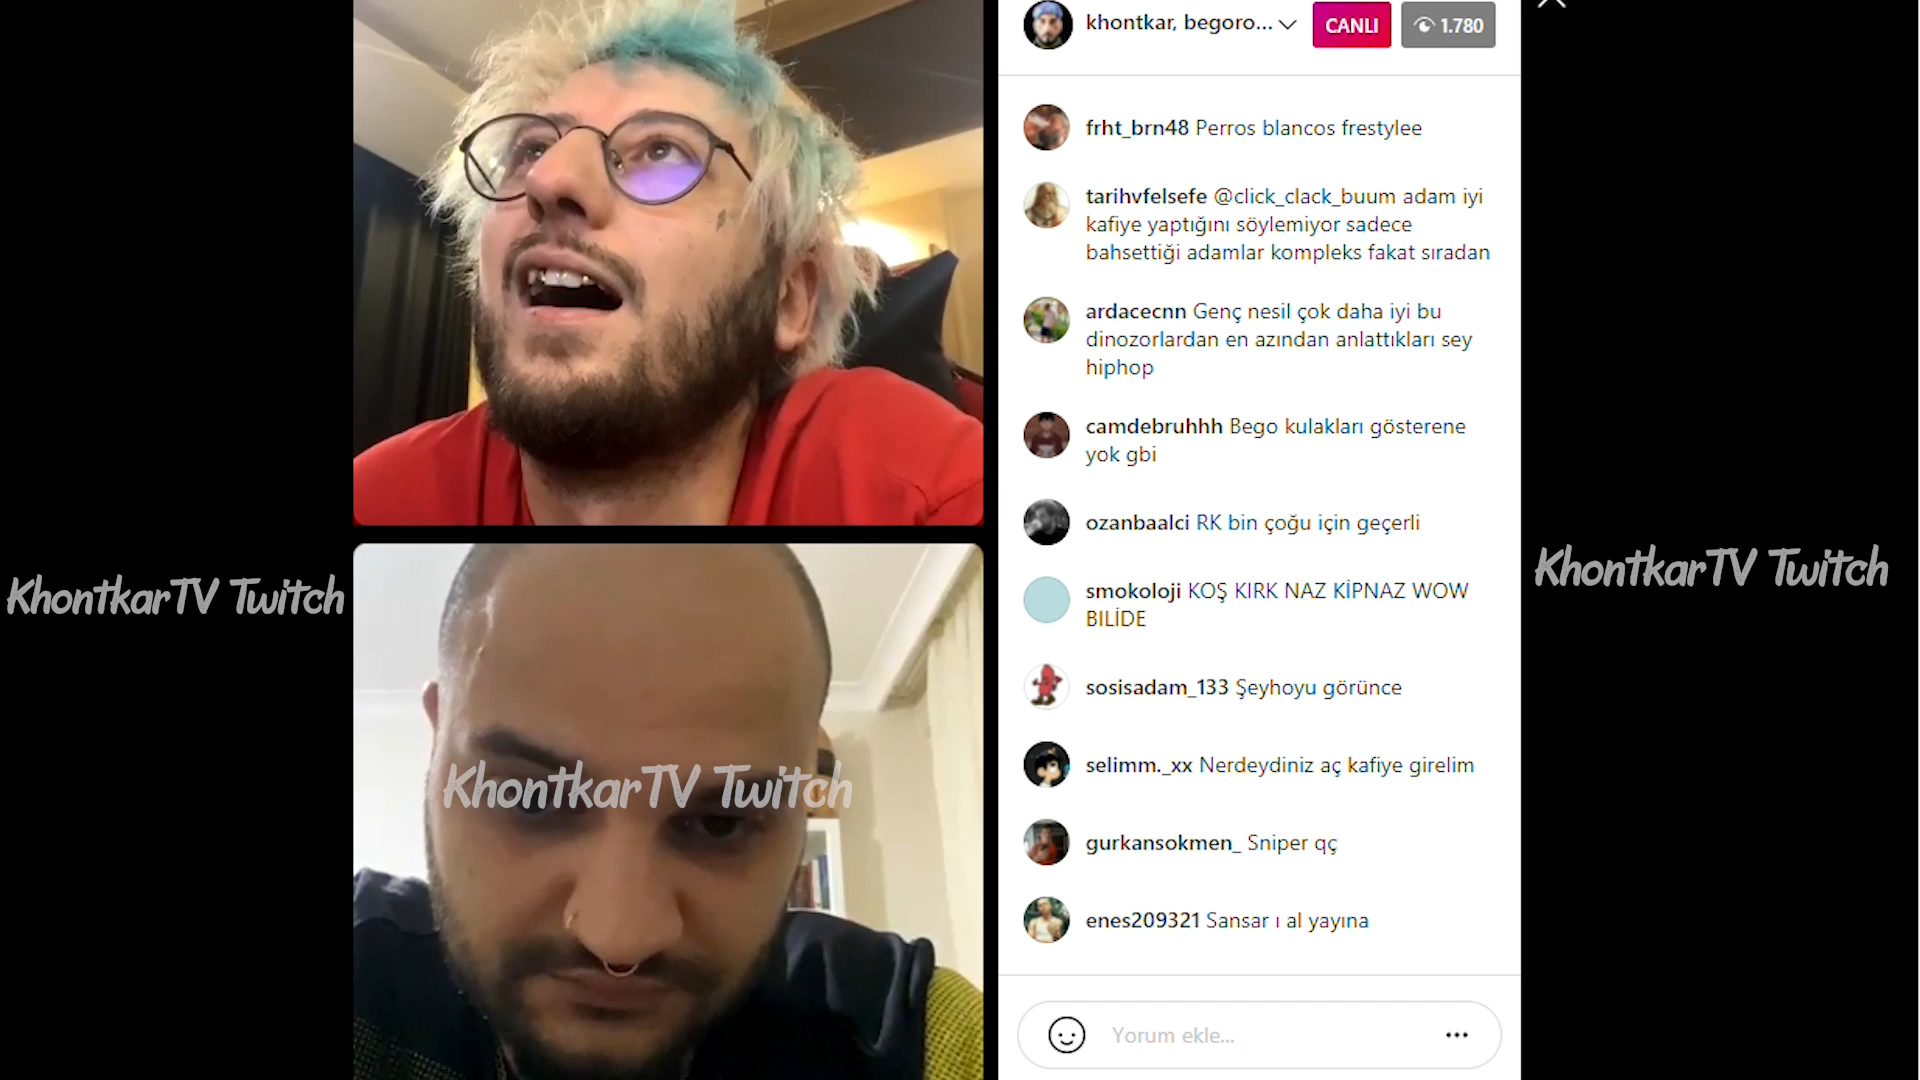 khontkar, begoro...
CANLI
1.780
frht_brn48 Perros blancos frestylee
tarihvfelsefe @click_clack_buum adam iyi
kafiye yaptığını söylemiyor sadece
bahsettiği adamlar kompleks fakat sıradan
ardacecnn Genç nesil çok daha iyi bu
dinozorlardan en azından anlattıkları sey
hiphop
camdebruhhh Bego kulakları gösterene
yok gbi
ozanbaalci RK bin çoğu için geçerli
smokoloji KOŞ KIRK NAZ KİPNAZ WOW
BILİDE
sosisadam_133 Şeyhoyu görünce
selimm._xx Nerdeydiniz aç kafiye girelim
gurkansokmen_ Sniper qç
enes209321 Sansar ı al yayına
Yorum ekle...
KhontkarTV Twitch
KhontkarTV Twitch
KhontkarTV Twitch